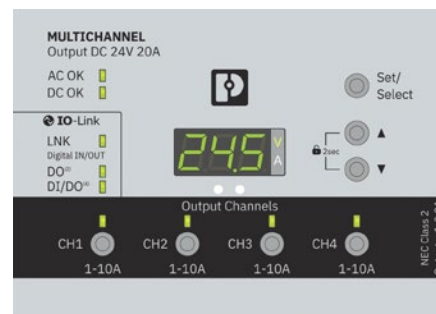 MULTICHANNEL
Output DC 24V 20A
AC OK
DC OK
Set/
Select
IO-Link
LNK
Digital IN/OUT
DO
DI/DO
24.5
V
A
2sec
▲
▼
Output Channels
CH1
CH2
CH3
CH4
1-10A
1-10A
1-10A
1-10A
NEC Class 2